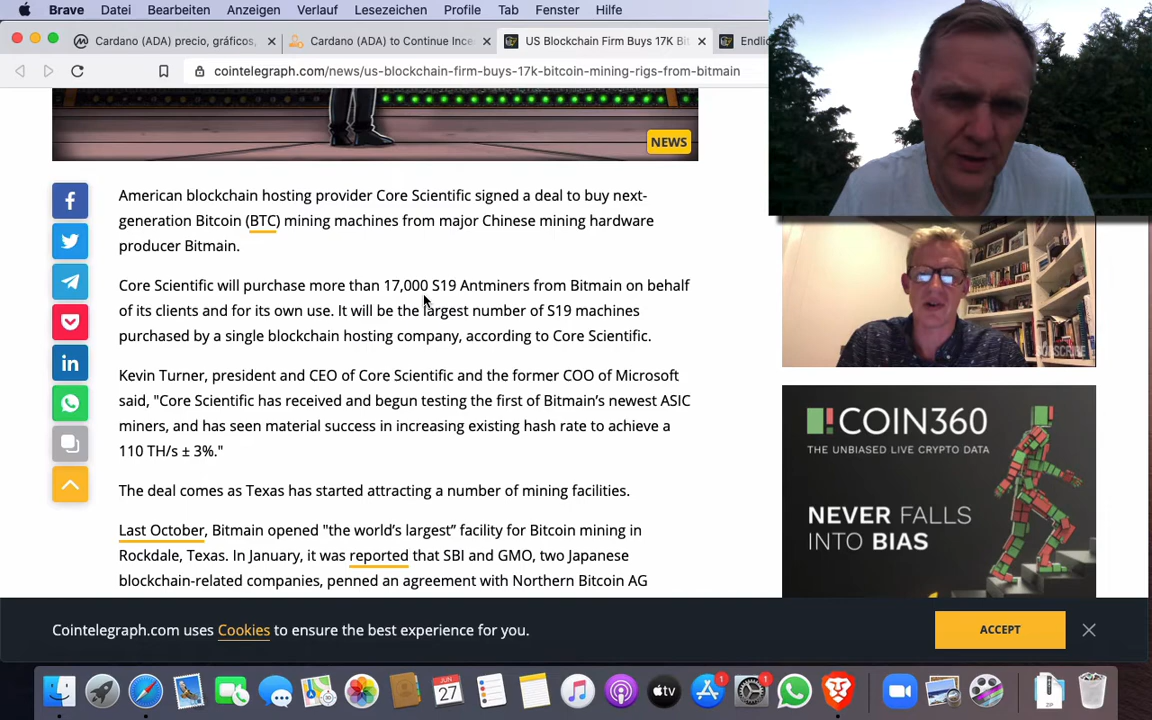 Brave Datei Bearbeiten Anzeigen Verlauf Lesezeichen Profile Tab Fenster Hilfe
Cardano (ADA) precio, gráficos,
Cardano (ADA) to Continue Ince
US Blockchain Firm Buys 17K Bit
Endlic
cointelegraph.com/news/us-blockchain-firm-buys-17k-bitcoin-mining-rigs-from-bitmain
NEWS
American blockchain hosting provider Core Scientific signed a deal to buy next-
generation Bitcoin (BTC) mining machines from major Chinese mining hardware
producer Bitmain.
Core Scientific will purchase more than 17,000 S19 Antminers from Bitmain on behalf
of its clients and for its own use. It will be the largest number of S19 machines
purchased by a single blockchain hosting company, according to Core Scientific.
Kevin Turner, president and CEO of Core Scientific and the former COO of Microsoft
said, "Core Scientific has received and begun testing the first of Bitmain's newest ASIC
miners, and has seen material success in increasing existing hash rate to achieve a
110 TH/s ± 3%."
The deal comes as Texas has started attracting a number of mining facilities.
Last October, Bitmain opened "the world's largest" facility for Bitcoin mining in
Rockdale, Texas. In January, it was reported that SBI and GMO, two Japanese
blockchain-related companies, penned an agreement with Northern Bitcoin AG
SUBSCRIBE
COIN360
THE UNBIASED LIVE CRYPTO DATA
NEVER FALLS
INTO BIAS
Cointelegraph.com uses Cookies to ensure the best experience for you.
ACCEPT
JUN
27
tv
1
1
ZIP